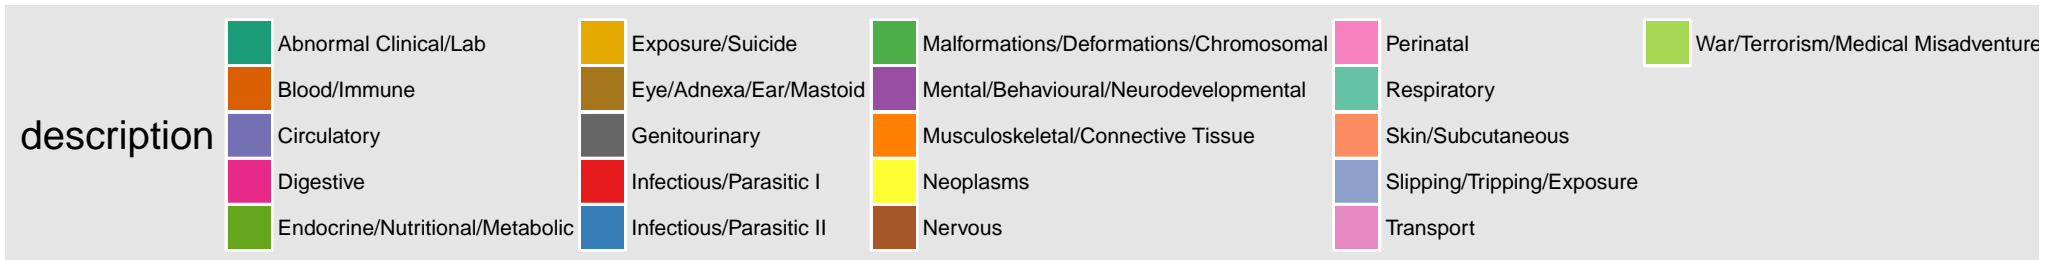 description
Abnormal Clinical/Lab
Blood/Immune
Circulatory
Digestive
Endocrine/Nutritional/Metabolic
Exposure/Suicide
Eye/Adnexa/Ear/Mastoid
Genitourinary
Infectious/Parasitic I
Infectious/Parasitic II
Malformations/Deformations/Chromosomal
Mental/Behavioural/Neurodevelopmental
Musculoskeletal/Connective Tissue
Neoplasms
Nervous
Perinatal
Respiratory
Skin/Subcutaneous
Slipping/Tripping/Exposure
Transport
War/Terrorism/Medical Misadventure